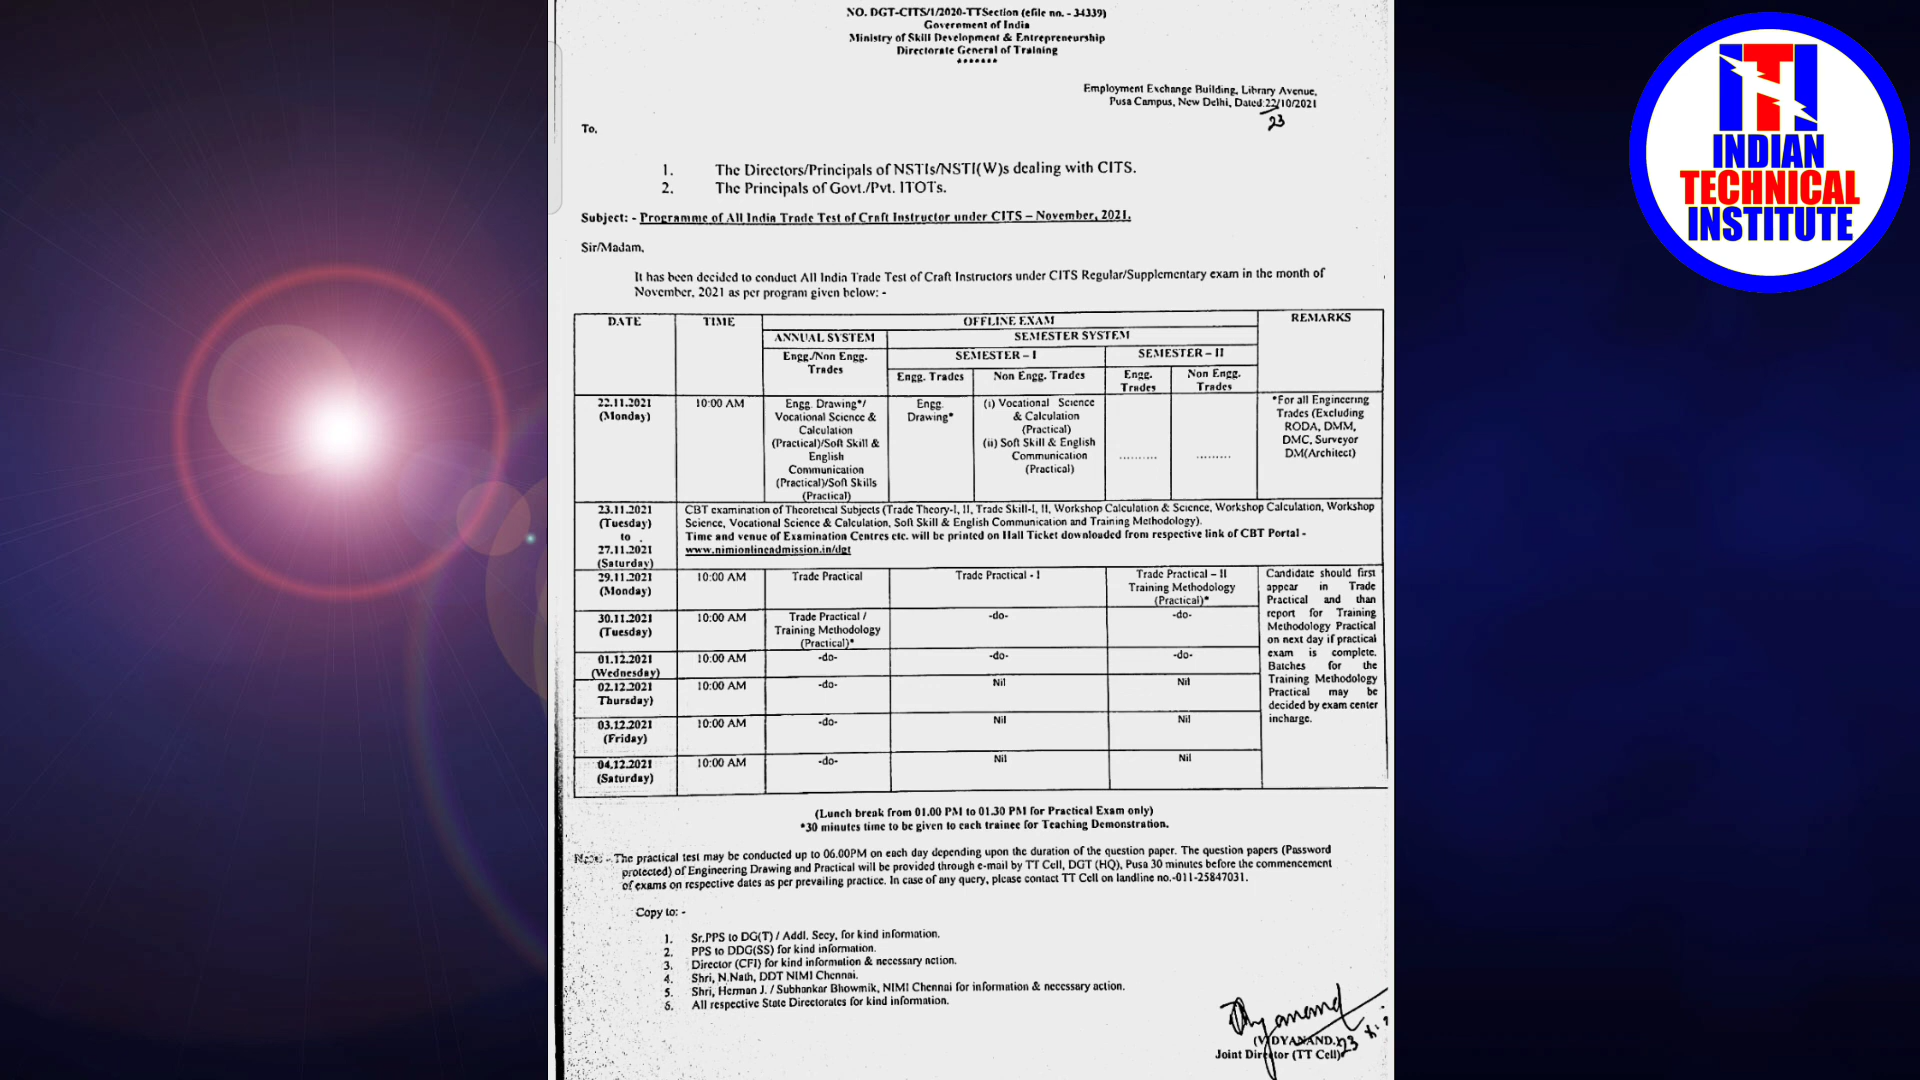 NO. DGT-CITS/1/2020-TTSection (efile no. - 34339)
Government of India
Ministry of Skill Development & Entrepreneurship
Directorate General of Training
*******
Employment Exchange Building, Library Avenue,
Pusa Campus, New Delhi, Dated:22/10/2021
23
To,
1. The Directors/Principals of NSTIs/NSTI(W)s dealing with CITS.
2. The Principals of Govt./Pvt. ITOTs.
Subject: - Programme of All India Trade Test of Craft Instructor under CITS – November, 2021.
Sir/Madam,
It has been decided to conduct All India Trade Test of Craft Instructors under CITS Regular/Supplementary exam in the month of
November, 2021 as per program given below: -
DATE TIME OFFLINE EXAM REMARKS
ANNUAL SYSTEM SEMESTER SYSTEM
Engg./Non Engg. Trades SEMESTER – I SEMESTER – II
Engg. Trades Non Engg. Trades Engg. Trades Non Engg. Trades
22.11.2021
(Monday)
10:00 AM
Engg. Drawing*/
Vocational Science &
Calculation
(Practical)/Soft Skill &
English
Communication
(Practical)/Soft Skills
(Practical)
Engg.
Drawing*
(i) Vocational Science
& Calculation
(Practical)
(ii) Soft Skill & English
Communication
(Practical)
..........
.........
*For all Engineering
Trades (Excluding
RODA, DMM,
DMC, Surveyor
DM(Architect)
23.11.2021
(Tuesday)
to
27.11.2021
(Saturday)
CBT examination of Theoretical Subjects (Trade Theory-I, II, Trade Skill-I, II, Workshop Calculation & Science, Workshop Calculation, Workshop
Science, Vocational Science & Calculation, Soft Skill & English Communication and Training Methodology).
Time and venue of Examination Centres etc. will be printed on Hall Ticket downloaded from respective link of CBT Portal -
www.nimionlineadmission.in/dgt
29.11.2021
(Monday)
10:00 AM
Trade Practical
Trade Practical - I
Trade Practical – II
Training Methodology
(Practical)*
Candidate should first
appear in Trade
Practical and than
report for Training
Methodology Practical
on next day if practical
exam is complete.
Batches for the
Training Methodology
Practical may be
decided by exam center
incharge.
30.11.2021
(Tuesday)
10:00 AM
Trade Practical /
Training Methodology
(Practical)*
-do-
-do-
01.12.2021
(Wednesday)
10:00 AM
-do-
-do-
-do-
02.12.2021
Thursday)
10:00 AM
-do-
Nil
Nil
03.12.2021
(Friday)
10:00 AM
-do-
Nil
Nil
04.12.2021
(Saturday)
10:00 AM
-do-
Nil
Nil
(Lunch break from 01.00 PM to 01.30 PM for Practical Exam only)
*30 minutes time to be given to each trainee for Teaching Demonstration.
Note: - The practical test may be conducted up to 06.00PM on each day depending upon the duration of the question paper. The question papers (Password
protected) of Engineering Drawing and Practical will be provided through e-mail by TT Cell, DGT (HQ), Pusa 30 minutes before the commencement
of exams on respective dates as per prevailing practice. In case of any query, please contact TT Cell on landline no.-011-25847031.
Copy to: -
1. Sr.PPS to DG(T) / Addl. Secy. for kind information.
2. PPS to DDG(SS) for kind information.
3. Director (CFI) for kind information & necessary action.
4. Shri, N.Nath, DDT NIMI Chennai.
5. Shri, Herman J. / Subhankar Bhowmik, NIMI Chennai for information & necessary action.
6. All respective State Directorates for kind information.
(VIDYANAND.)
Joint Director (TT Cell)
ITI
INDIAN
TECHNICAL
INSTITUTE